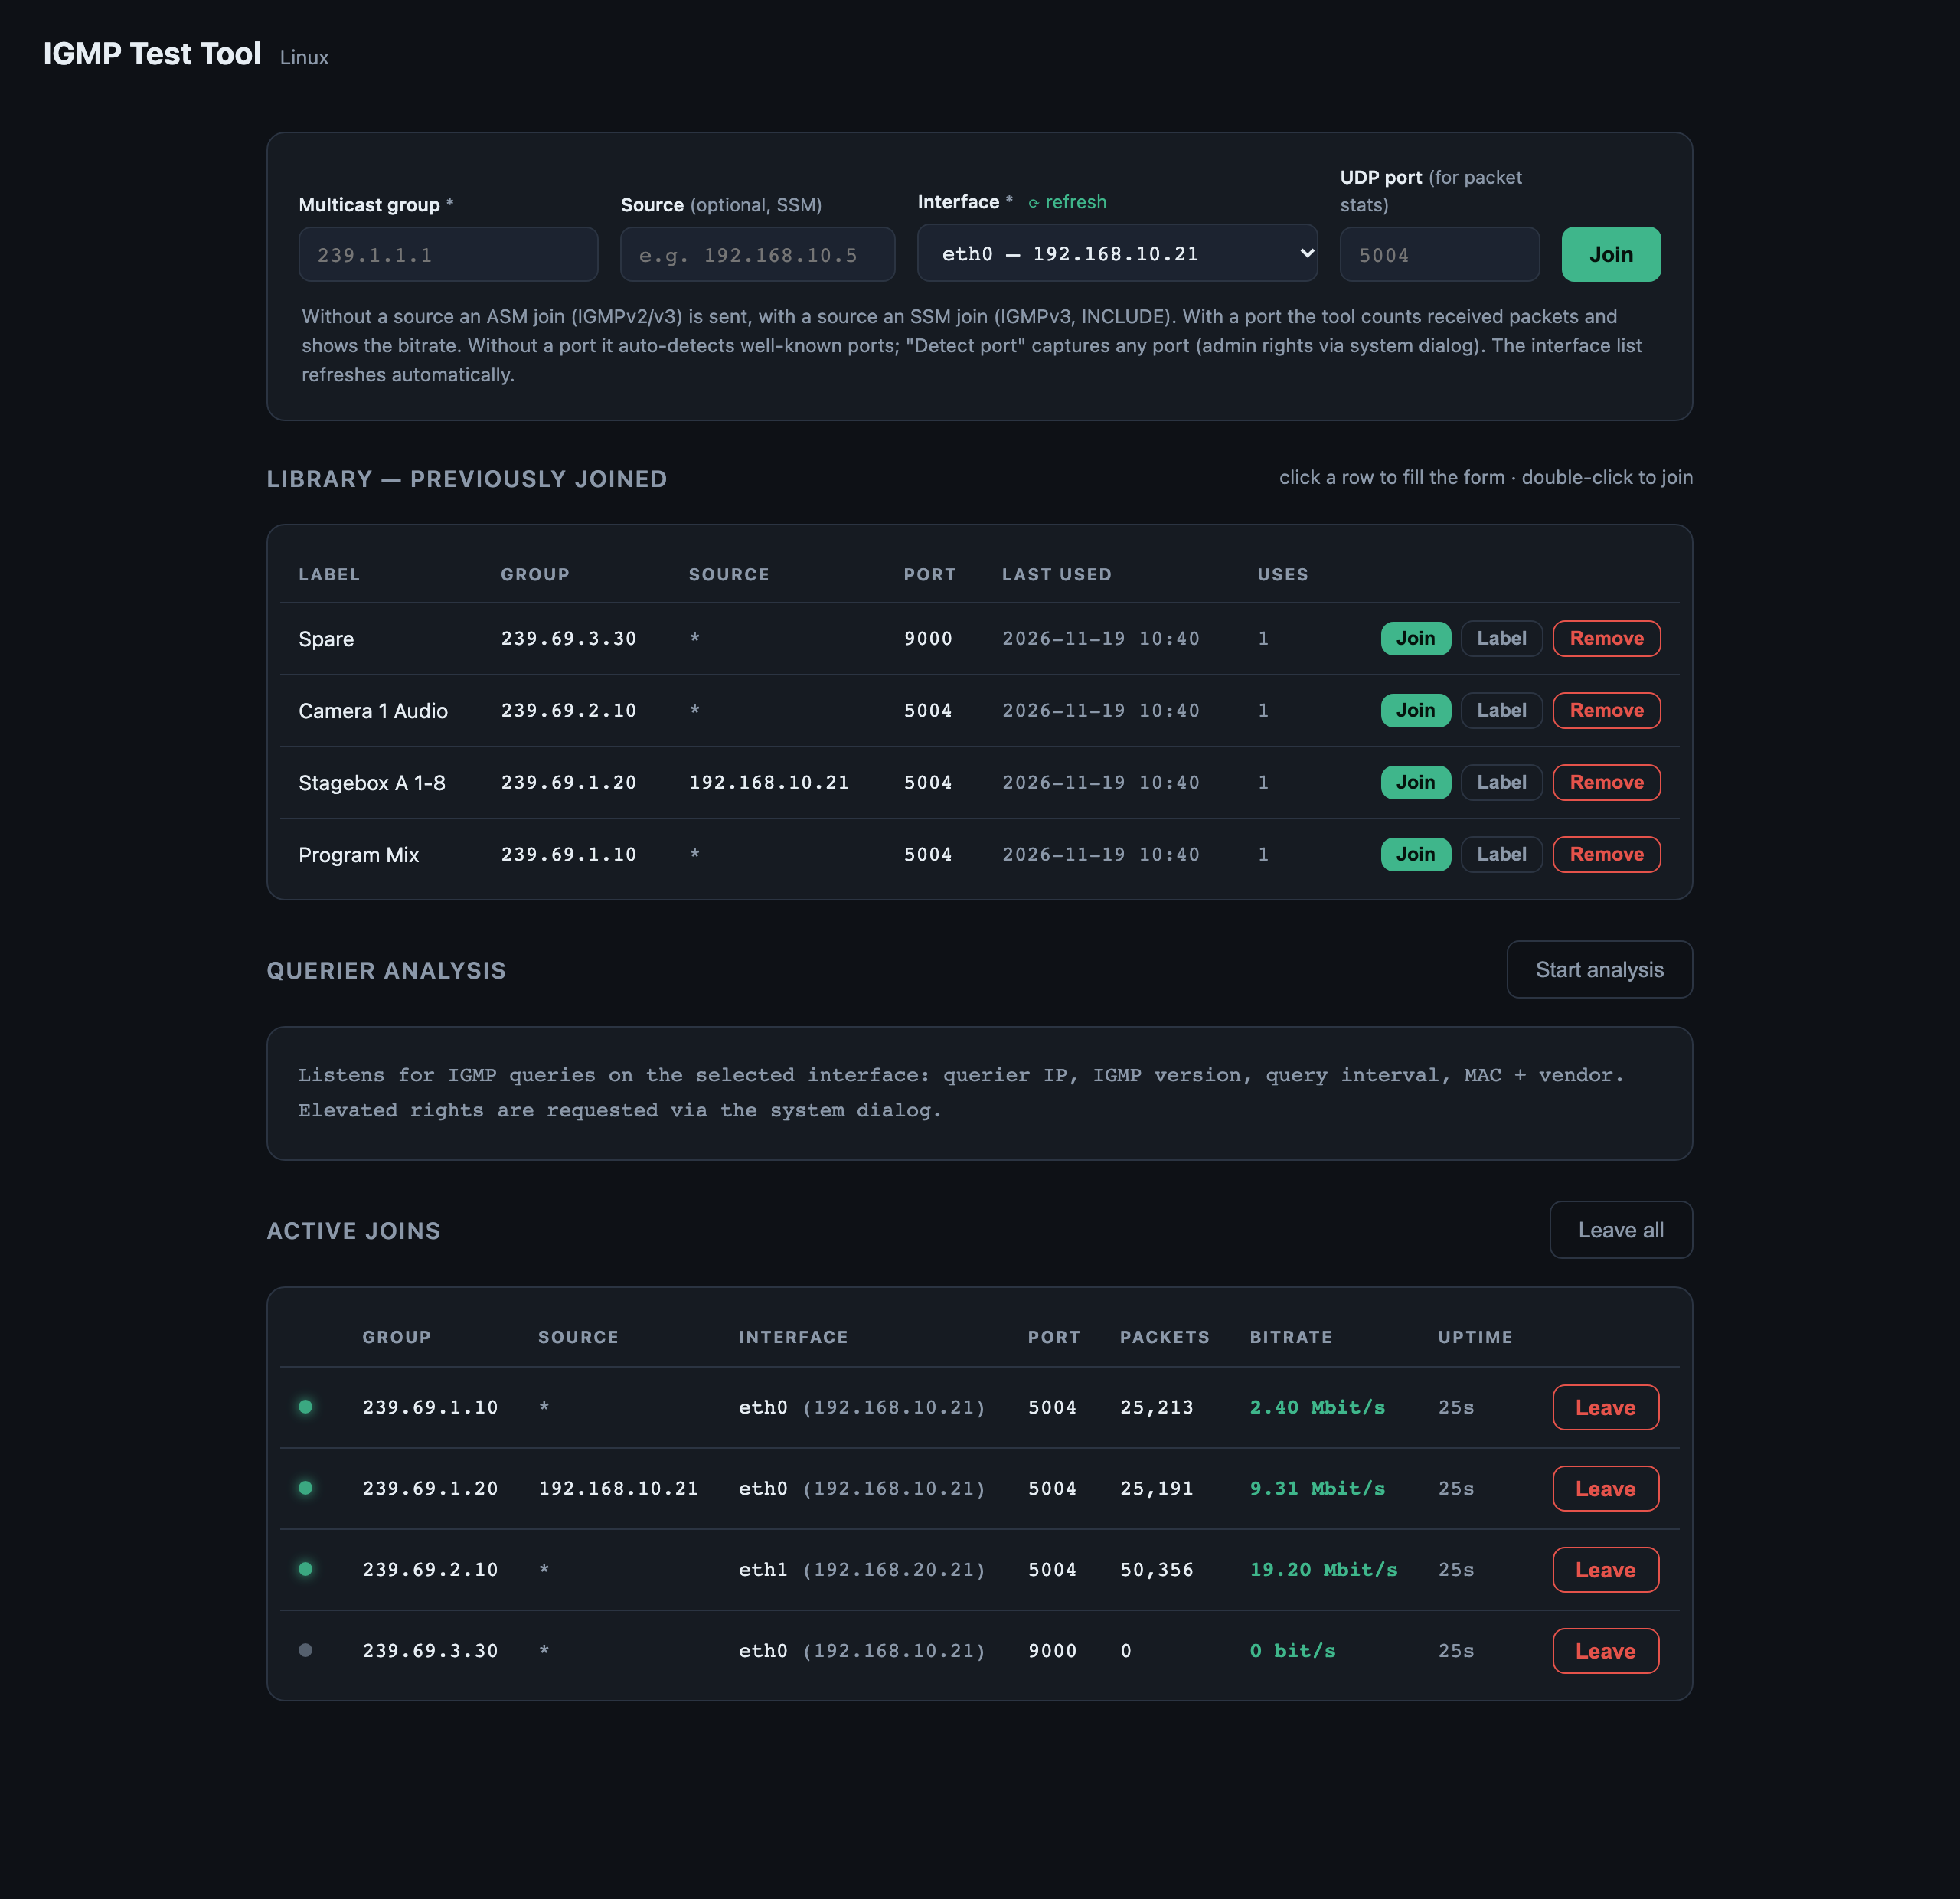 IGMP Test Tool Linux
Multicast group *
Source (optional, SSM)
Interface * ⟳ refresh
UDP port (for packet
stats)
239.1.1.1
e.g. 192.168.10.5
eth0 — 192.168.10.21
5004
Join
Without a source an ASM join (IGMPv2/v3) is sent, with a source an SSM join (IGMPv3, INCLUDE). With a port the tool counts received packets and
shows the bitrate. Without a port it auto-detects well-known ports; "Detect port" captures any port (admin rights via system dialog). The interface list
refreshes automatically.
LIBRARY — PREVIOUSLY JOINED
click a row to fill the form · double-click to join
LABEL GROUP SOURCE PORT LAST USED USES
Spare 239.69.3.30 * 9000 2026-11-19 10:40 1 Join Label Remove
Camera 1 Audio 239.69.2.10 * 5004 2026-11-19 10:40 1 Join Label Remove
Stagebox A 1-8 239.69.1.20 192.168.10.21 5004 2026-11-19 10:40 1 Join Label Remove
Program Mix 239.69.1.10 * 5004 2026-11-19 10:40 1 Join Label Remove
QUERIER ANALYSIS
Start analysis
Listens for IGMP queries on the selected interface: querier IP, IGMP version, query interval, MAC + vendor.
Elevated rights are requested via the system dialog.
ACTIVE JOINS
Leave all
GROUP SOURCE INTERFACE PORT PACKETS BITRATE UPTIME
239.69.1.10 * eth0 (192.168.10.21) 5004 25,213 2.40 Mbit/s 25s Leave
239.69.1.20 192.168.10.21 eth0 (192.168.10.21) 5004 25,191 9.31 Mbit/s 25s Leave
239.69.2.10 * eth1 (192.168.20.21) 5004 50,356 19.20 Mbit/s 25s Leave
239.69.3.30 * eth0 (192.168.10.21) 9000 0 0 bit/s 25s Leave